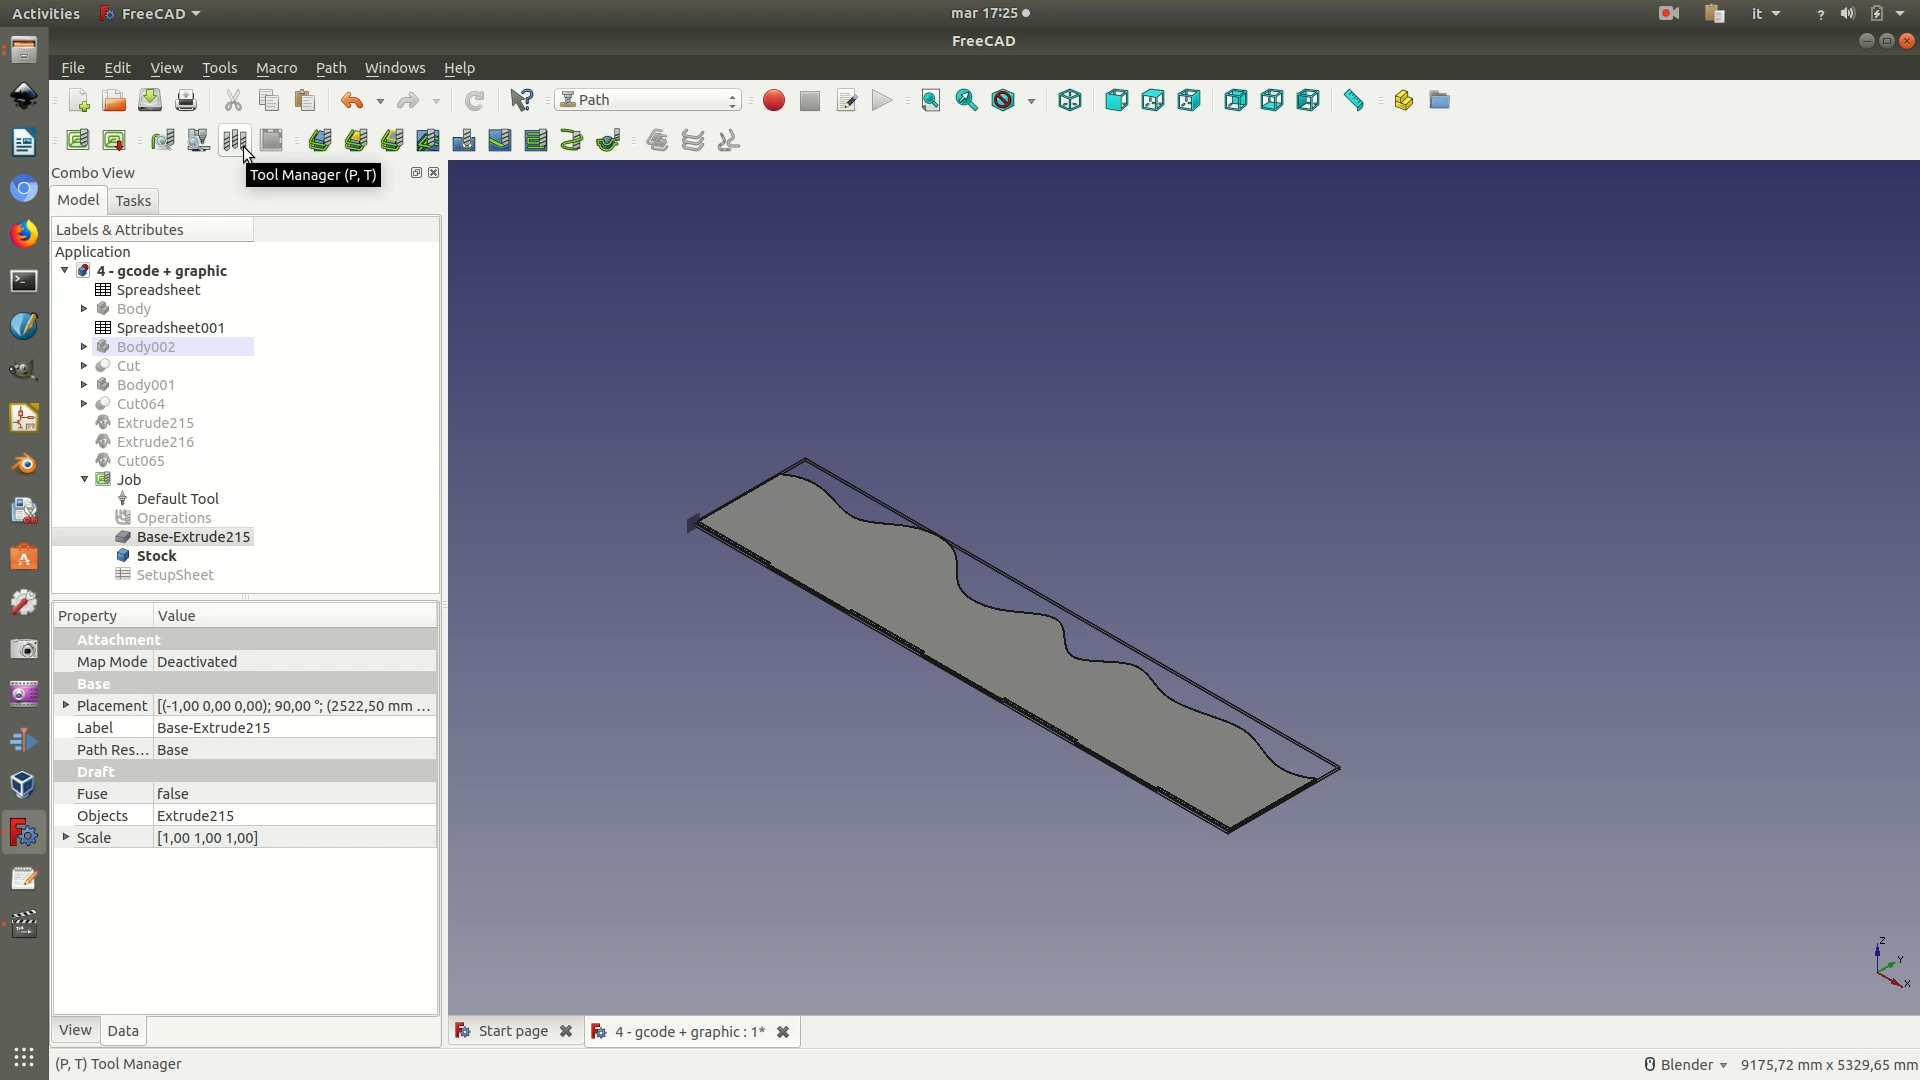 Activities FreeCAD mar 17:25 it ?
FreeCAD
File Edit View Tools Macro Path Windows Help
Path
Combo View
Tool Manager (P, T)
Model Tasks
Labels & Attributes
Application
4 - gcode + graphic
Spreadsheet
Body
Spreadsheet001
Body002
Cut
Body001
Cut064
Extrude215
Extrude216
Cut065
Job
Default Tool
Operations
Base-Extrude215
Stock
SetupSheet
Property Value
Attachment
Map Mode Deactivated
Base
Placement [(-1,00 0,00 0,00); 90,00 °; (2522,50 mm ...
Label Base-Extrude215
Path Res... Base
Draft
Fuse false
Objects Extrude215
Scale [1,00 1,00 1,00]
Z
Y
X
View Data
Start page 4 - gcode + graphic : 1*
(P, T) Tool Manager
Blender 9175,72 mm x 5329,65 mm